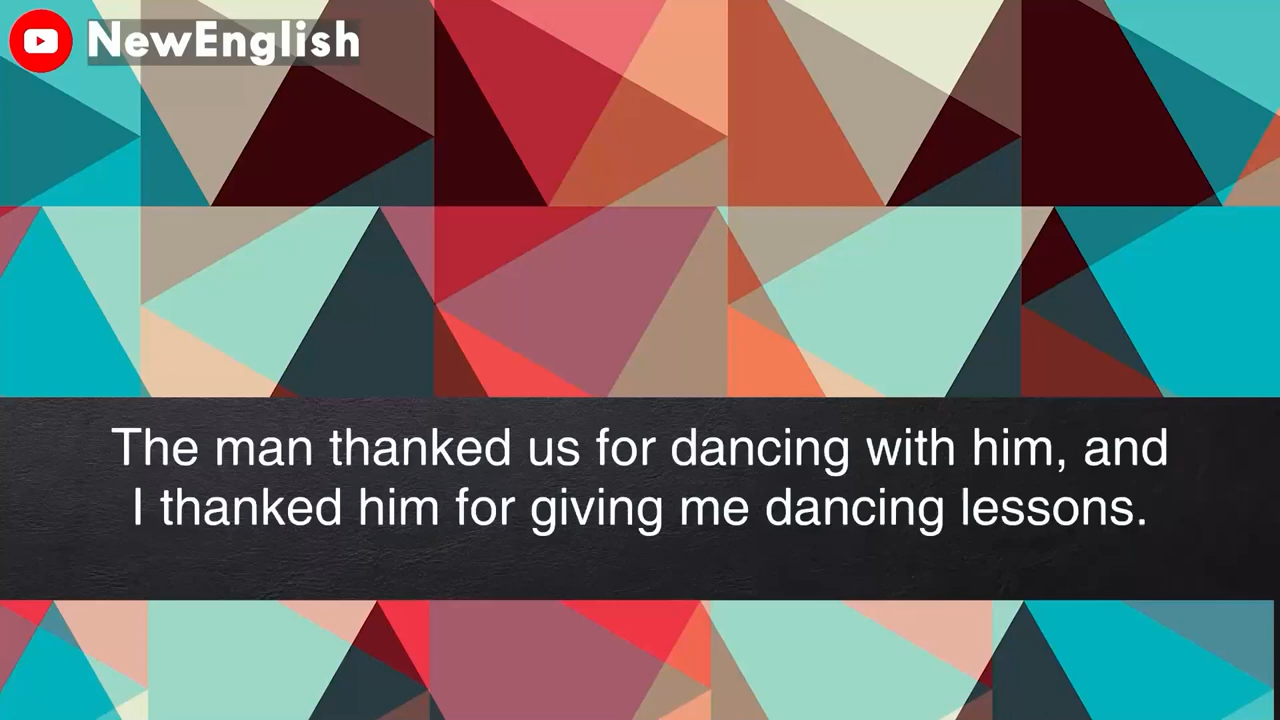 NewEnglish
The man thanked us for dancing with him, and
I thanked him for giving me dancing lessons.